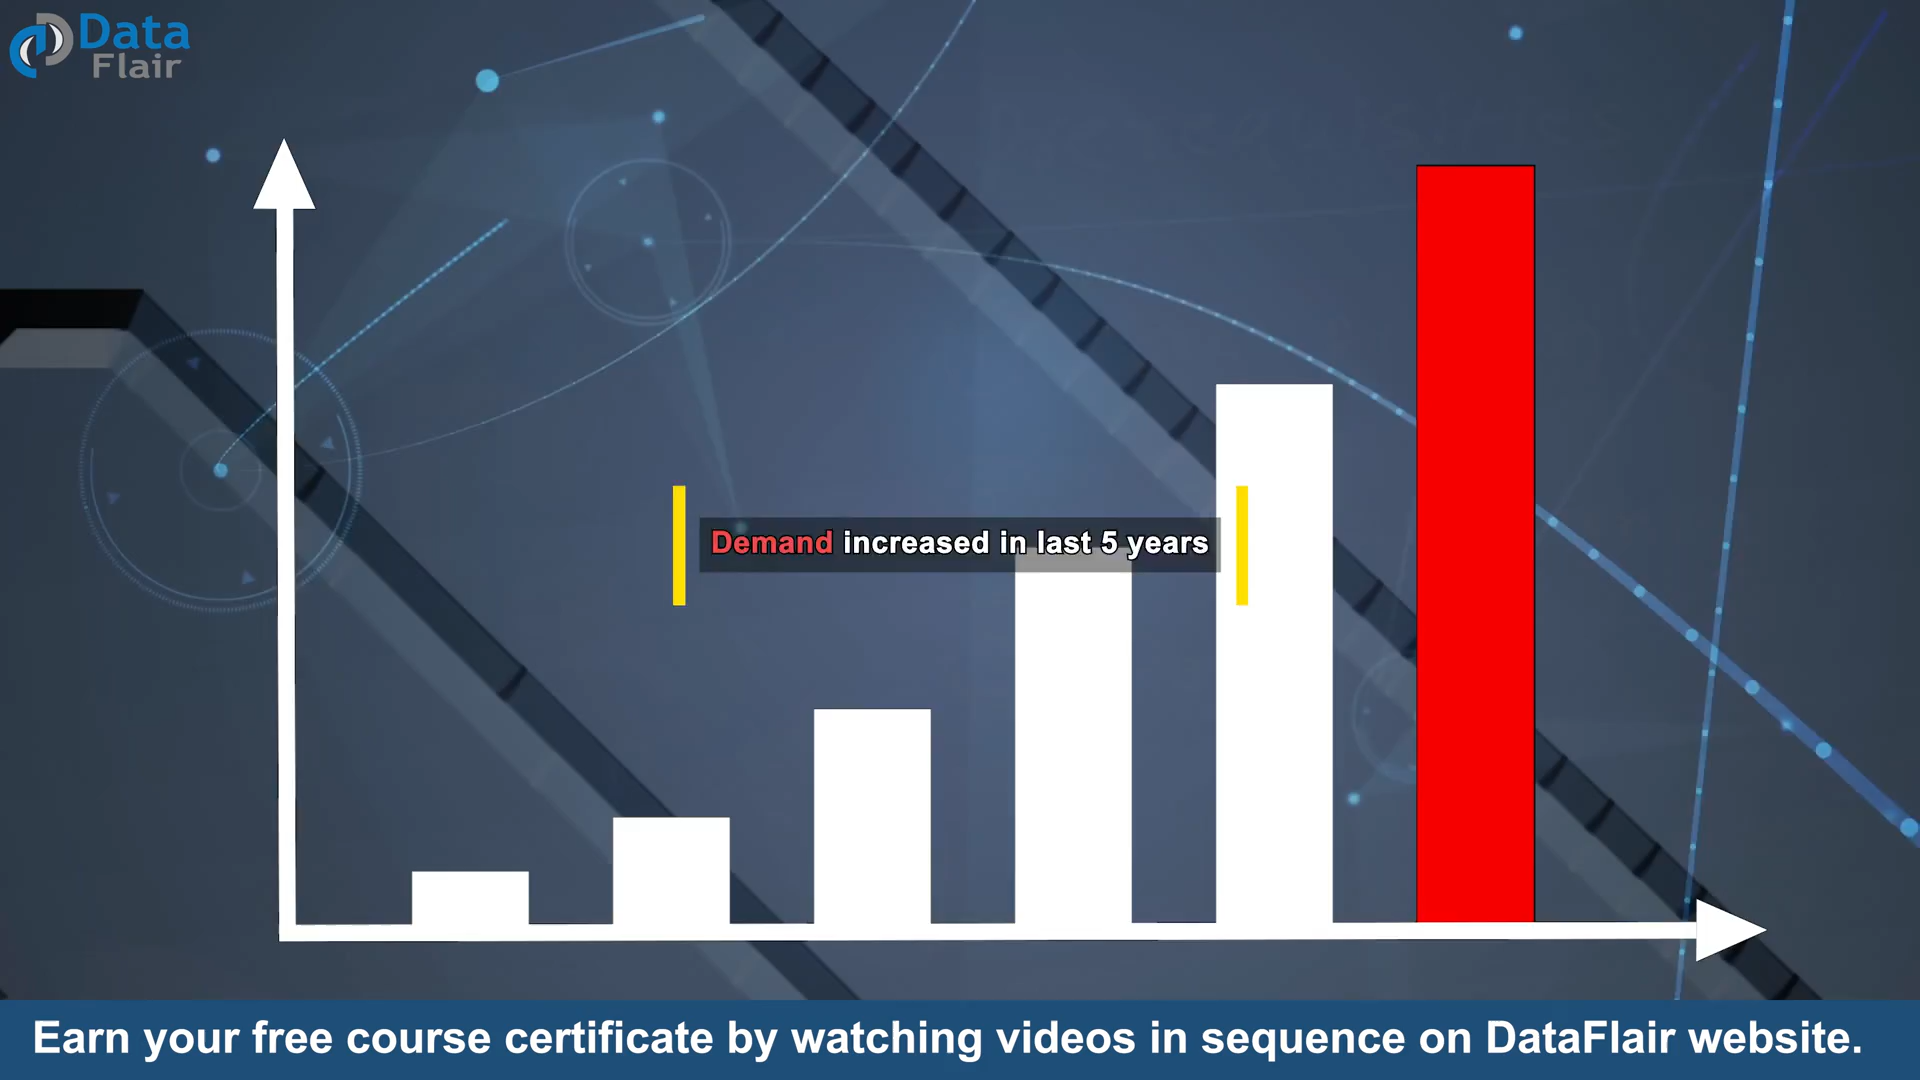 Data
Flair
Demand increased in last 5 years
Earn your free course certificate by watching videos in sequence on DataFlair website.